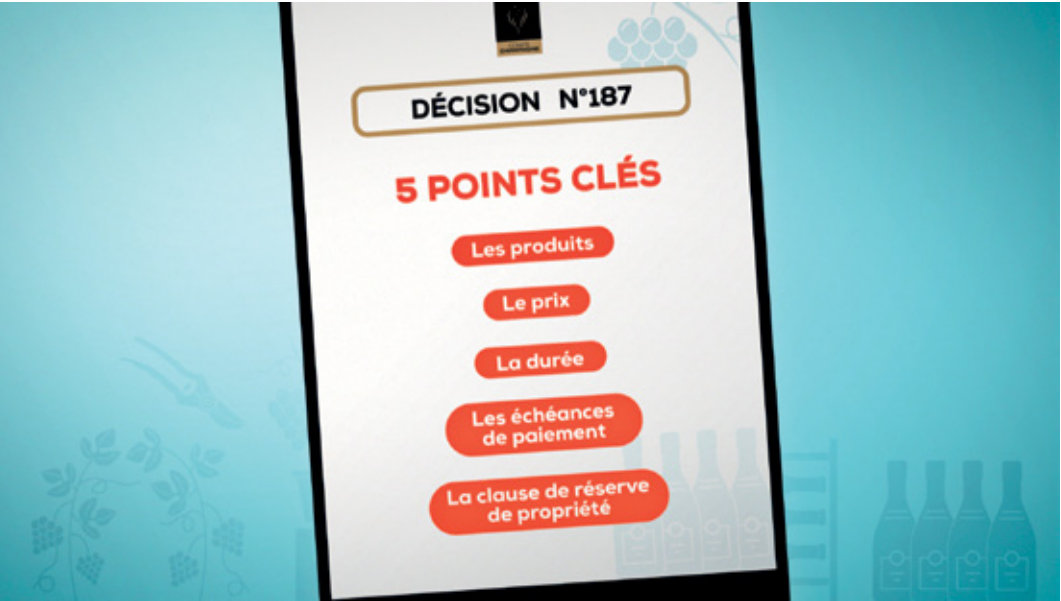 DÉCISION N°187
5 POINTS CLÉS
Les produits
Le prix
La durée
Les échéances
de paiement
La clause de réserve
de propriété